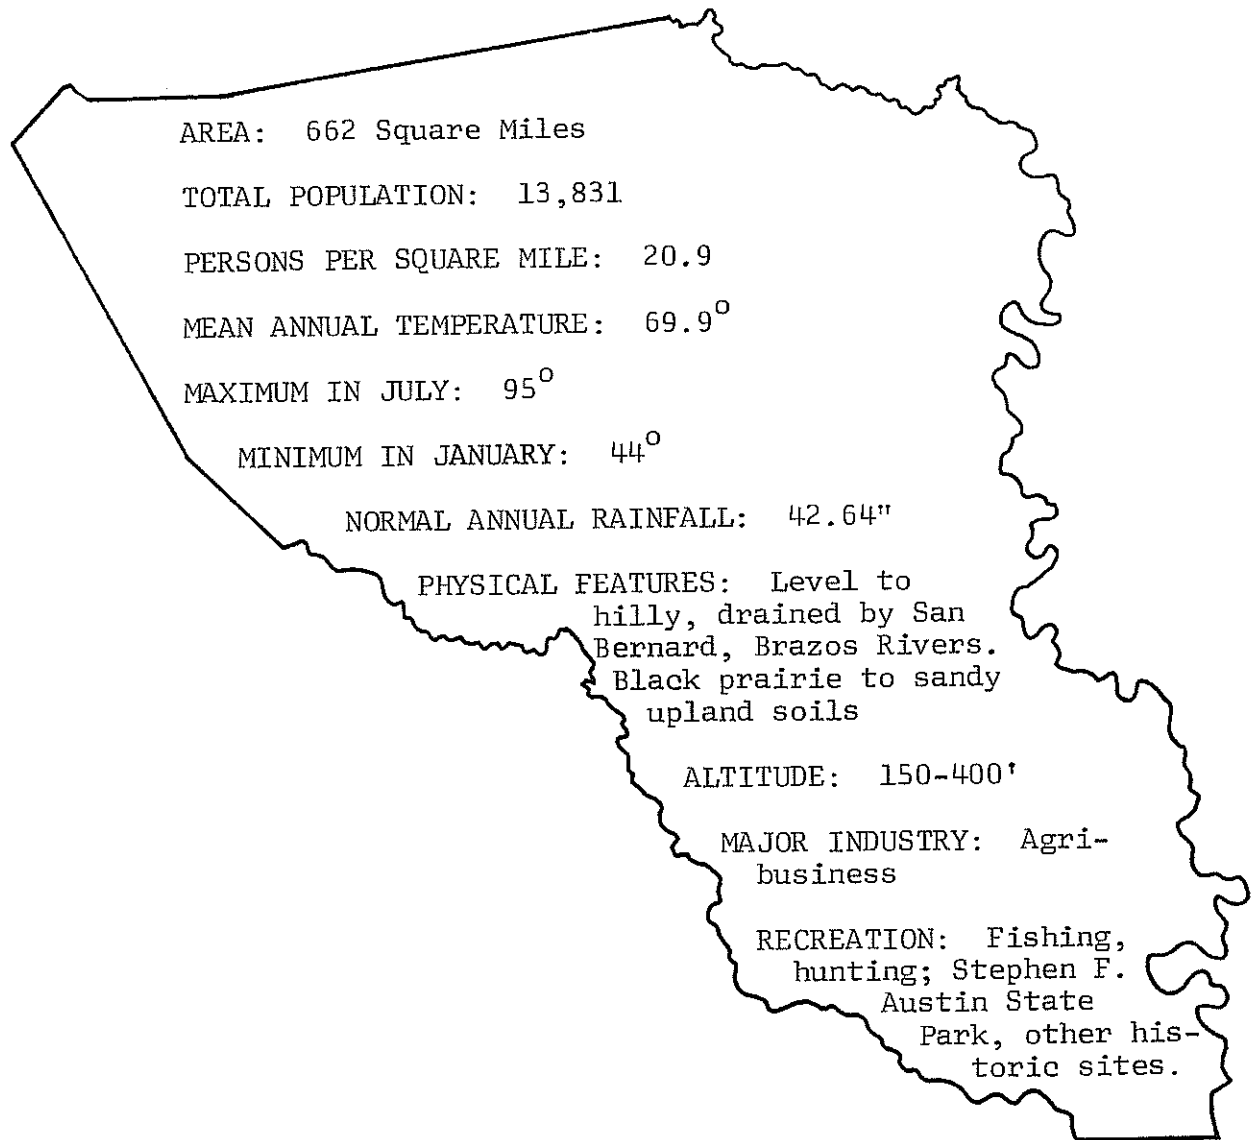 AREA: 662 Square Miles
TOTAL POPULATION: 13,831
PERSONS PER SQUARE MILE: 20.9
MEAN ANNUAL TEMPERATURE: 69.9°
MAXIMUM IN JULY: 95°
MINIMUM IN JANUARY: 44°
NORMAL ANNUAL RAINFALL: 42.64"
PHYSICAL FEATURES: Level to
hilly, drained by San
Bernard, Brazos Rivers.
Black prairie to sandy
upland soils
ALTITUDE: 150-400'
MAJOR INDUSTRY: Agri-
business
RECREATION: Fishing,
hunting; Stephen F.
Austin State
Park, other his-
toric sites.